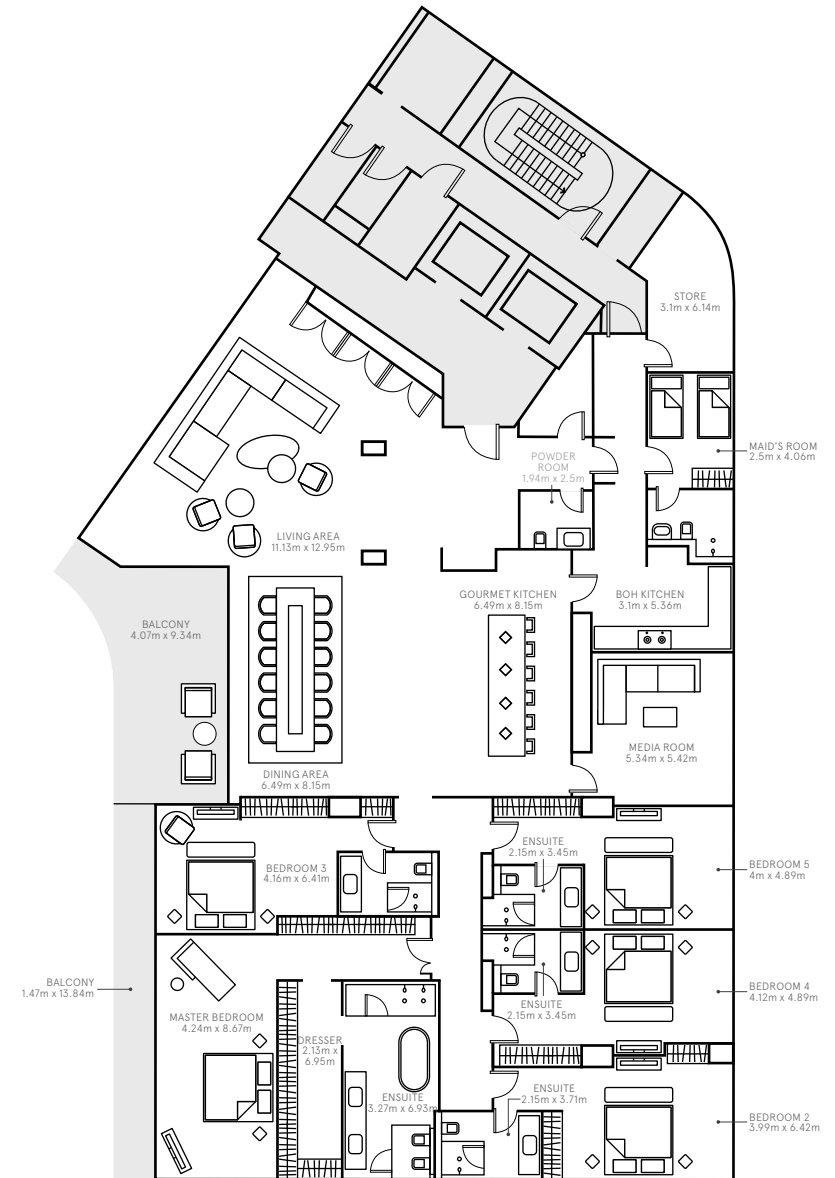 STORE
3.1m x 6.14m
MAID'S ROOM
2.5m x 4.06m
POWDER
ROOM
1.94m x 2.5m
LIVING AREA
11.13m x 12.95m
GOURMET KITCHEN
6.49m x 8.15m
BOH KITCHEN
3.1m x 5.36m
BALCONY
4.07m x 9.34m
MEDIA ROOM
5.34m x 5.42m
DINING AREA
6.49m x 8.15m
ENSUITE
2.15m x 3.45m
BEDROOM 3
4.16m x 6.41m
BEDROOM 5
4m x 4.89m
BALCONY
1.47m x 13.84m
BEDROOM 4
4.12m x 4.89m
ENSUITE
2.15m x 3.45m
MASTER BEDROOM
4.24m x 8.67m
DRESSER
2.13m x
6.95m
ENSUITE
3.27m x 6.93m
ENSUITE
2.15m x 3.71m
BEDROOM 2
3.99m x 6.42m